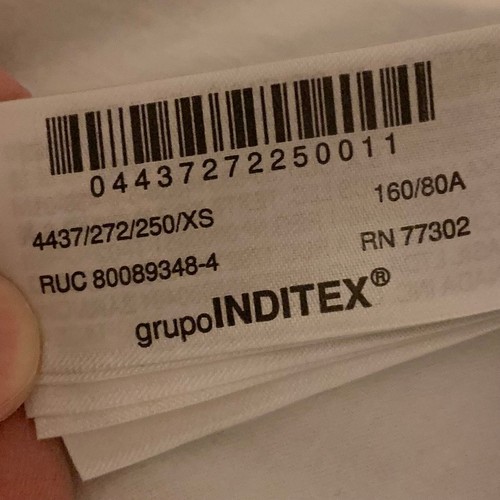 04437272250011
4437/272/250/XS 160/80A
RUC 80089348-4 RN 77302
grupoINDITEX®